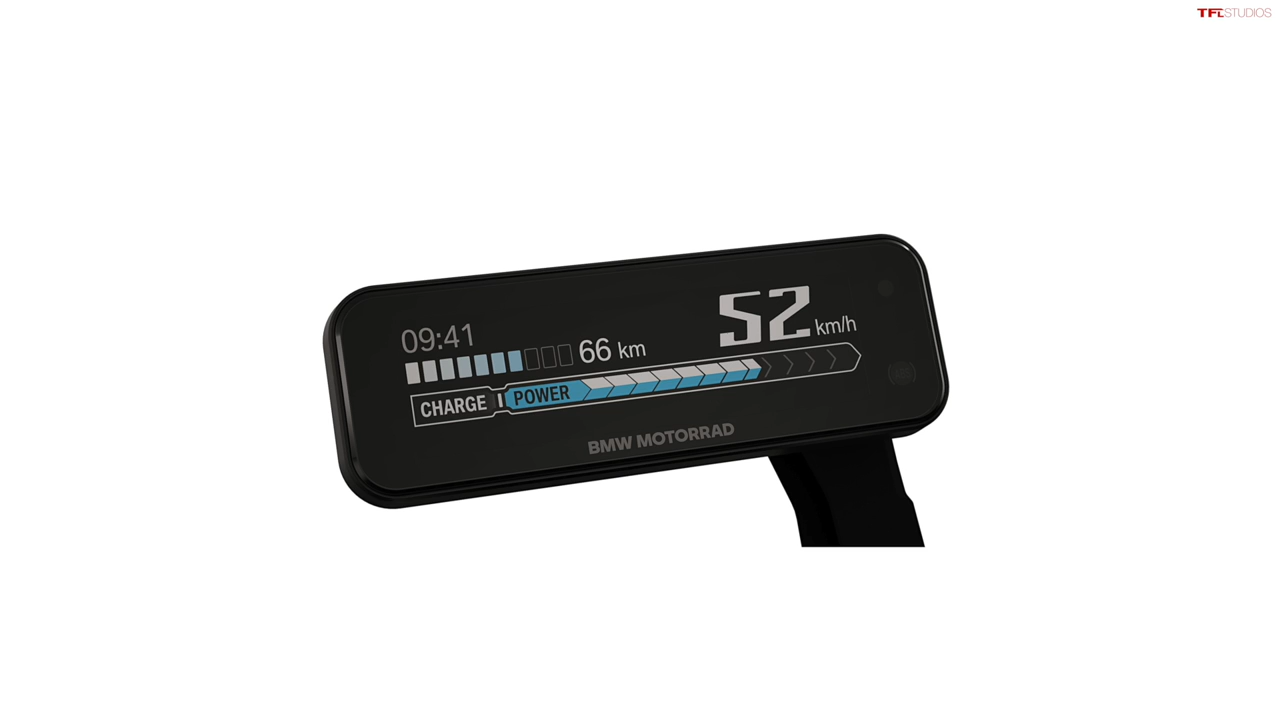 TFLSTUDIOS
09:41
66 km
52 km/h
CHARGE
POWER
BMW MOTORRAD